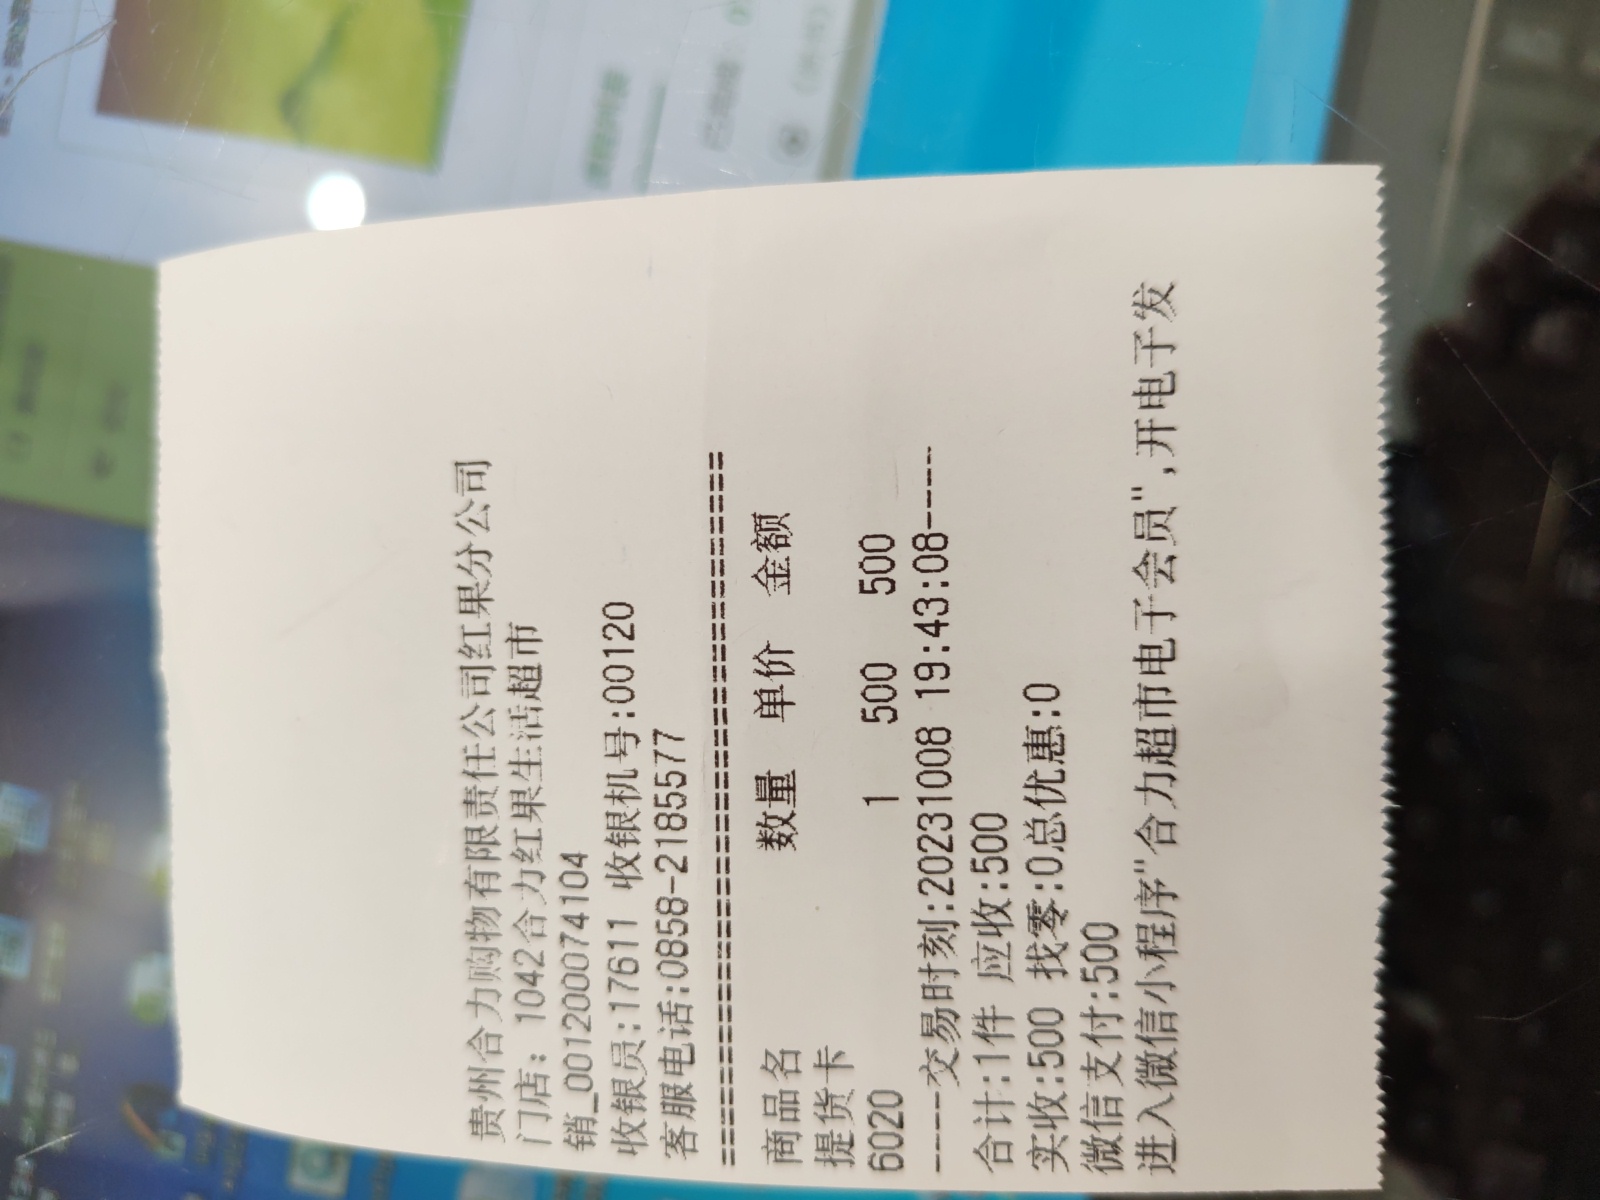 贵州合力购物有限责任公司红果分公司
门店：1042合力红果生活超市
销_00120007​4104
收银员:17611 收银机号:00120
客服电话:0858-2185577
================================
商品名 数量 单价 金额
提货卡
6020 1 500 500
----交易时刻:20231008 19:43:08----
合计:1件 应收:500
实收:500 找零:0总优惠:0
微信支付:500
进入微信小程序"合力超市电子会员",开电子发